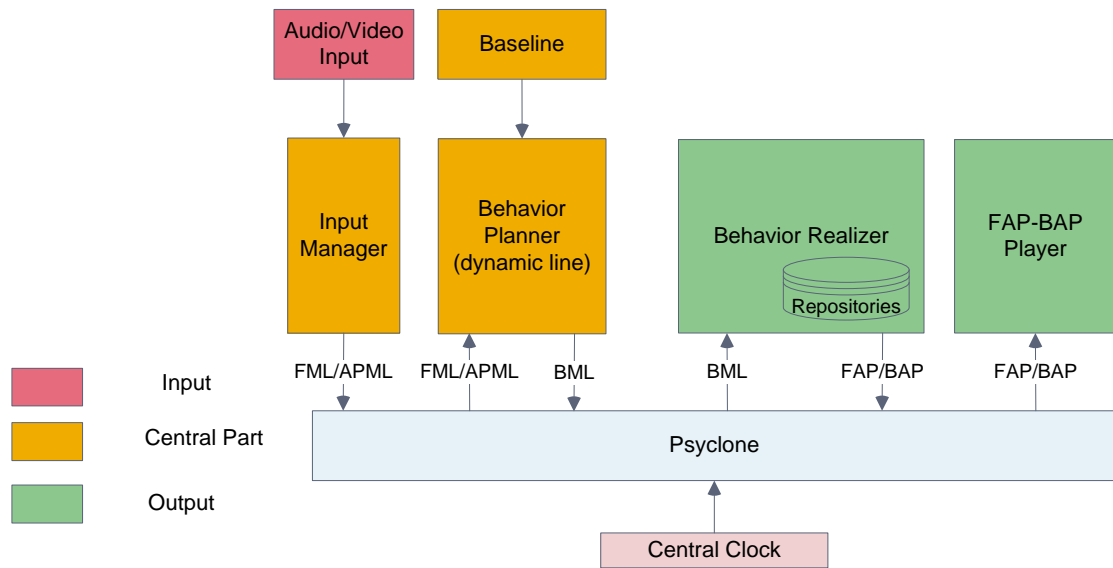 Audio/Video
Input
Baseline
Input
Manager
Behavior
Planner
(dynamic line)
Behavior Realizer
Repositories
FAP-BAP
Player
FML/APML
FML/APML
BML
BML
FAP/BAP
FAP/BAP
Input
Central Part
Output
Psyclone
Central Clock